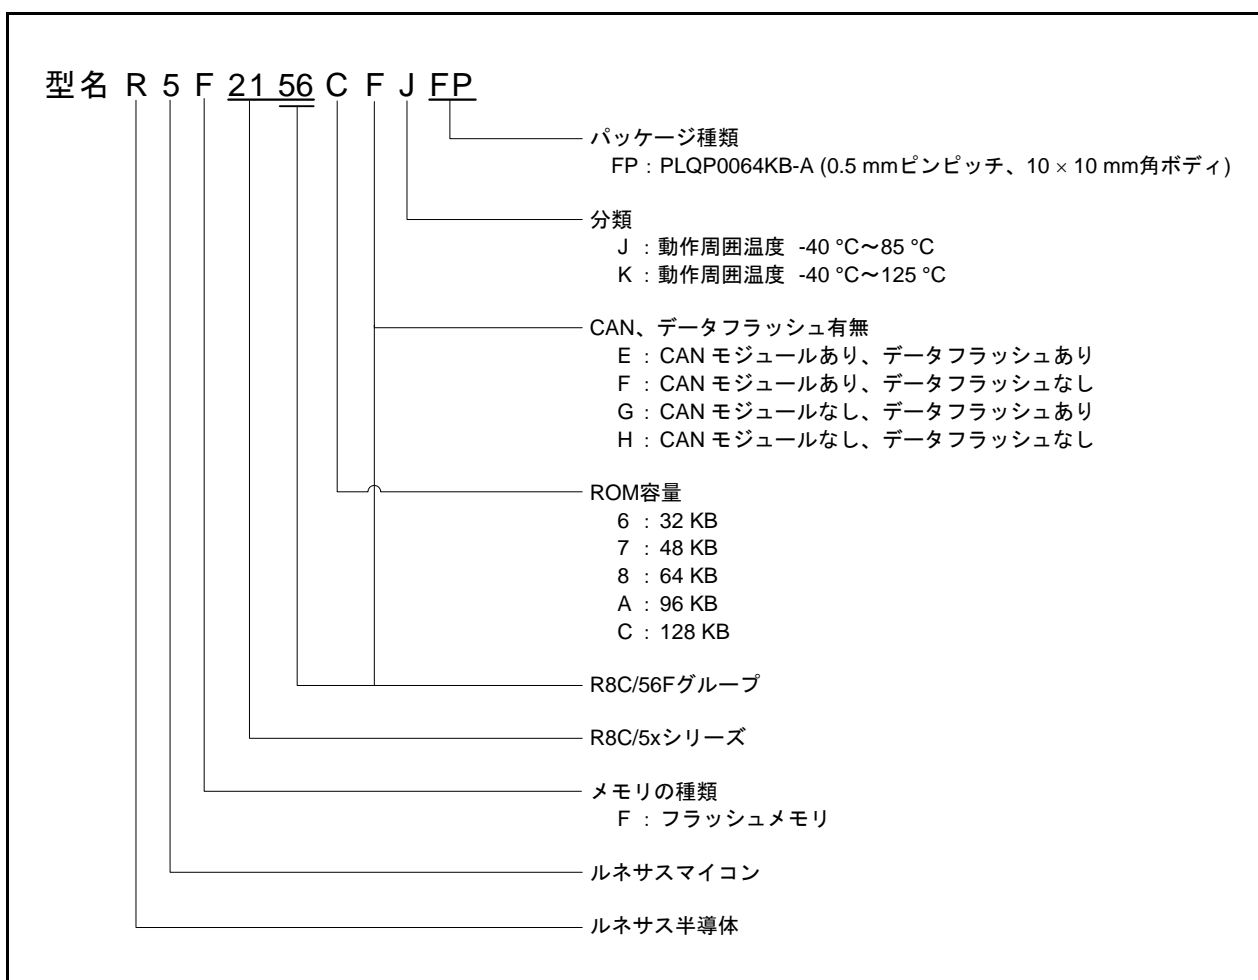 型名 R 5 F 21 56 C F J FP
パッケージ種類
FP : PLQP0064KB-A (0.5 mmピンピッチ、10 × 10 mm角ボディ)
分類
J : 動作周囲温度 -40 °C～85 °C
K : 動作周囲温度 -40 °C～125 °C
CAN、データフラッシュ有無
E : CAN モジュールあり、データフラッシュあり
F : CAN モジュールあり、データフラッシュなし
G : CAN モジュールなし、データフラッシュあり
H : CAN モジュールなし、データフラッシュなし
ROM容量
6 : 32 KB
7 : 48 KB
8 : 64 KB
A : 96 KB
C : 128 KB
R8C/56Fグループ
R8C/5xシリーズ
メモリの種類
F : フラッシュメモリ
ルネサスマイコン
ルネサス半導体